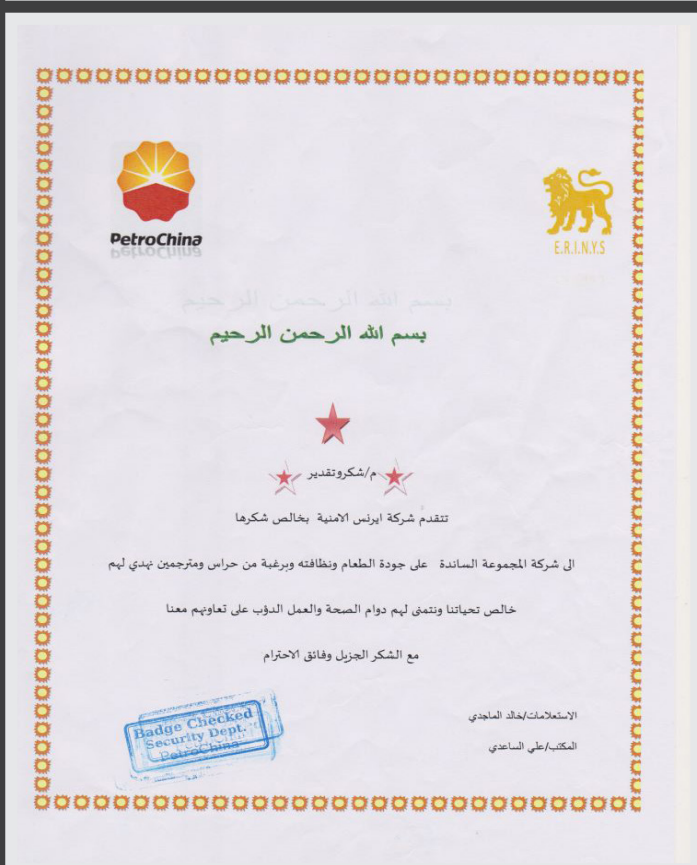 PetroChina
E.R.I.N.Y.S
بسم الله الرحمن الرحيم
م/شكروتقدير
تتقدم شركة ايرنس الامنية بخالص شكرها
الى شركة المجموعة الساندة على جودة الطعام ونظافته وبرغبة من حراس ومترجمين نهدي لهم
خالص تحياتنا ونتمنى لهم دوام الصحة والعمل الدؤب على تعاونهم معنا
مع الشكر الجزيل وفائق الاحترام
الاستعلامات/خالد الماجدي
المكتب/علي الساعدي
Badge Checked
Security Dept.
PetroChina